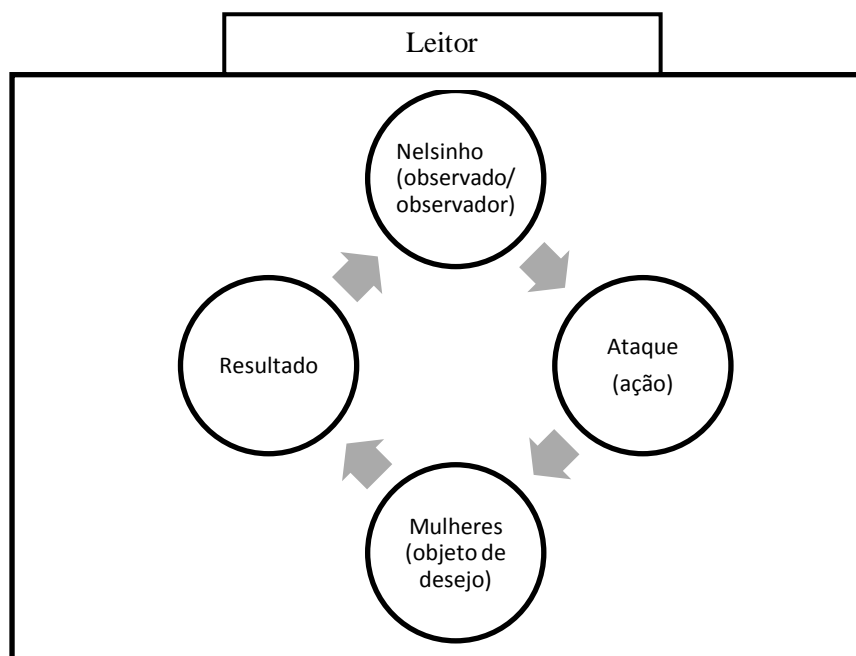 Leitor
Nelsinho
(observado/
observador)
Resultado
Ataque
(ação)
Mulheres
(objeto de
desejo)